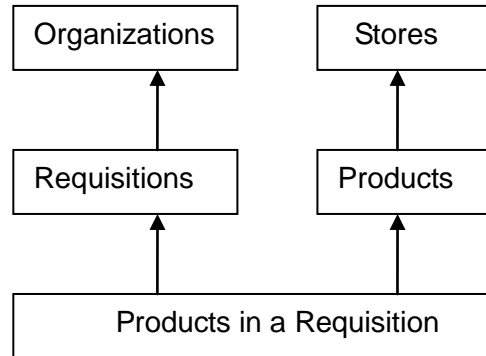 Organizations
Stores
Requisitions
Products
Products in a Requisition